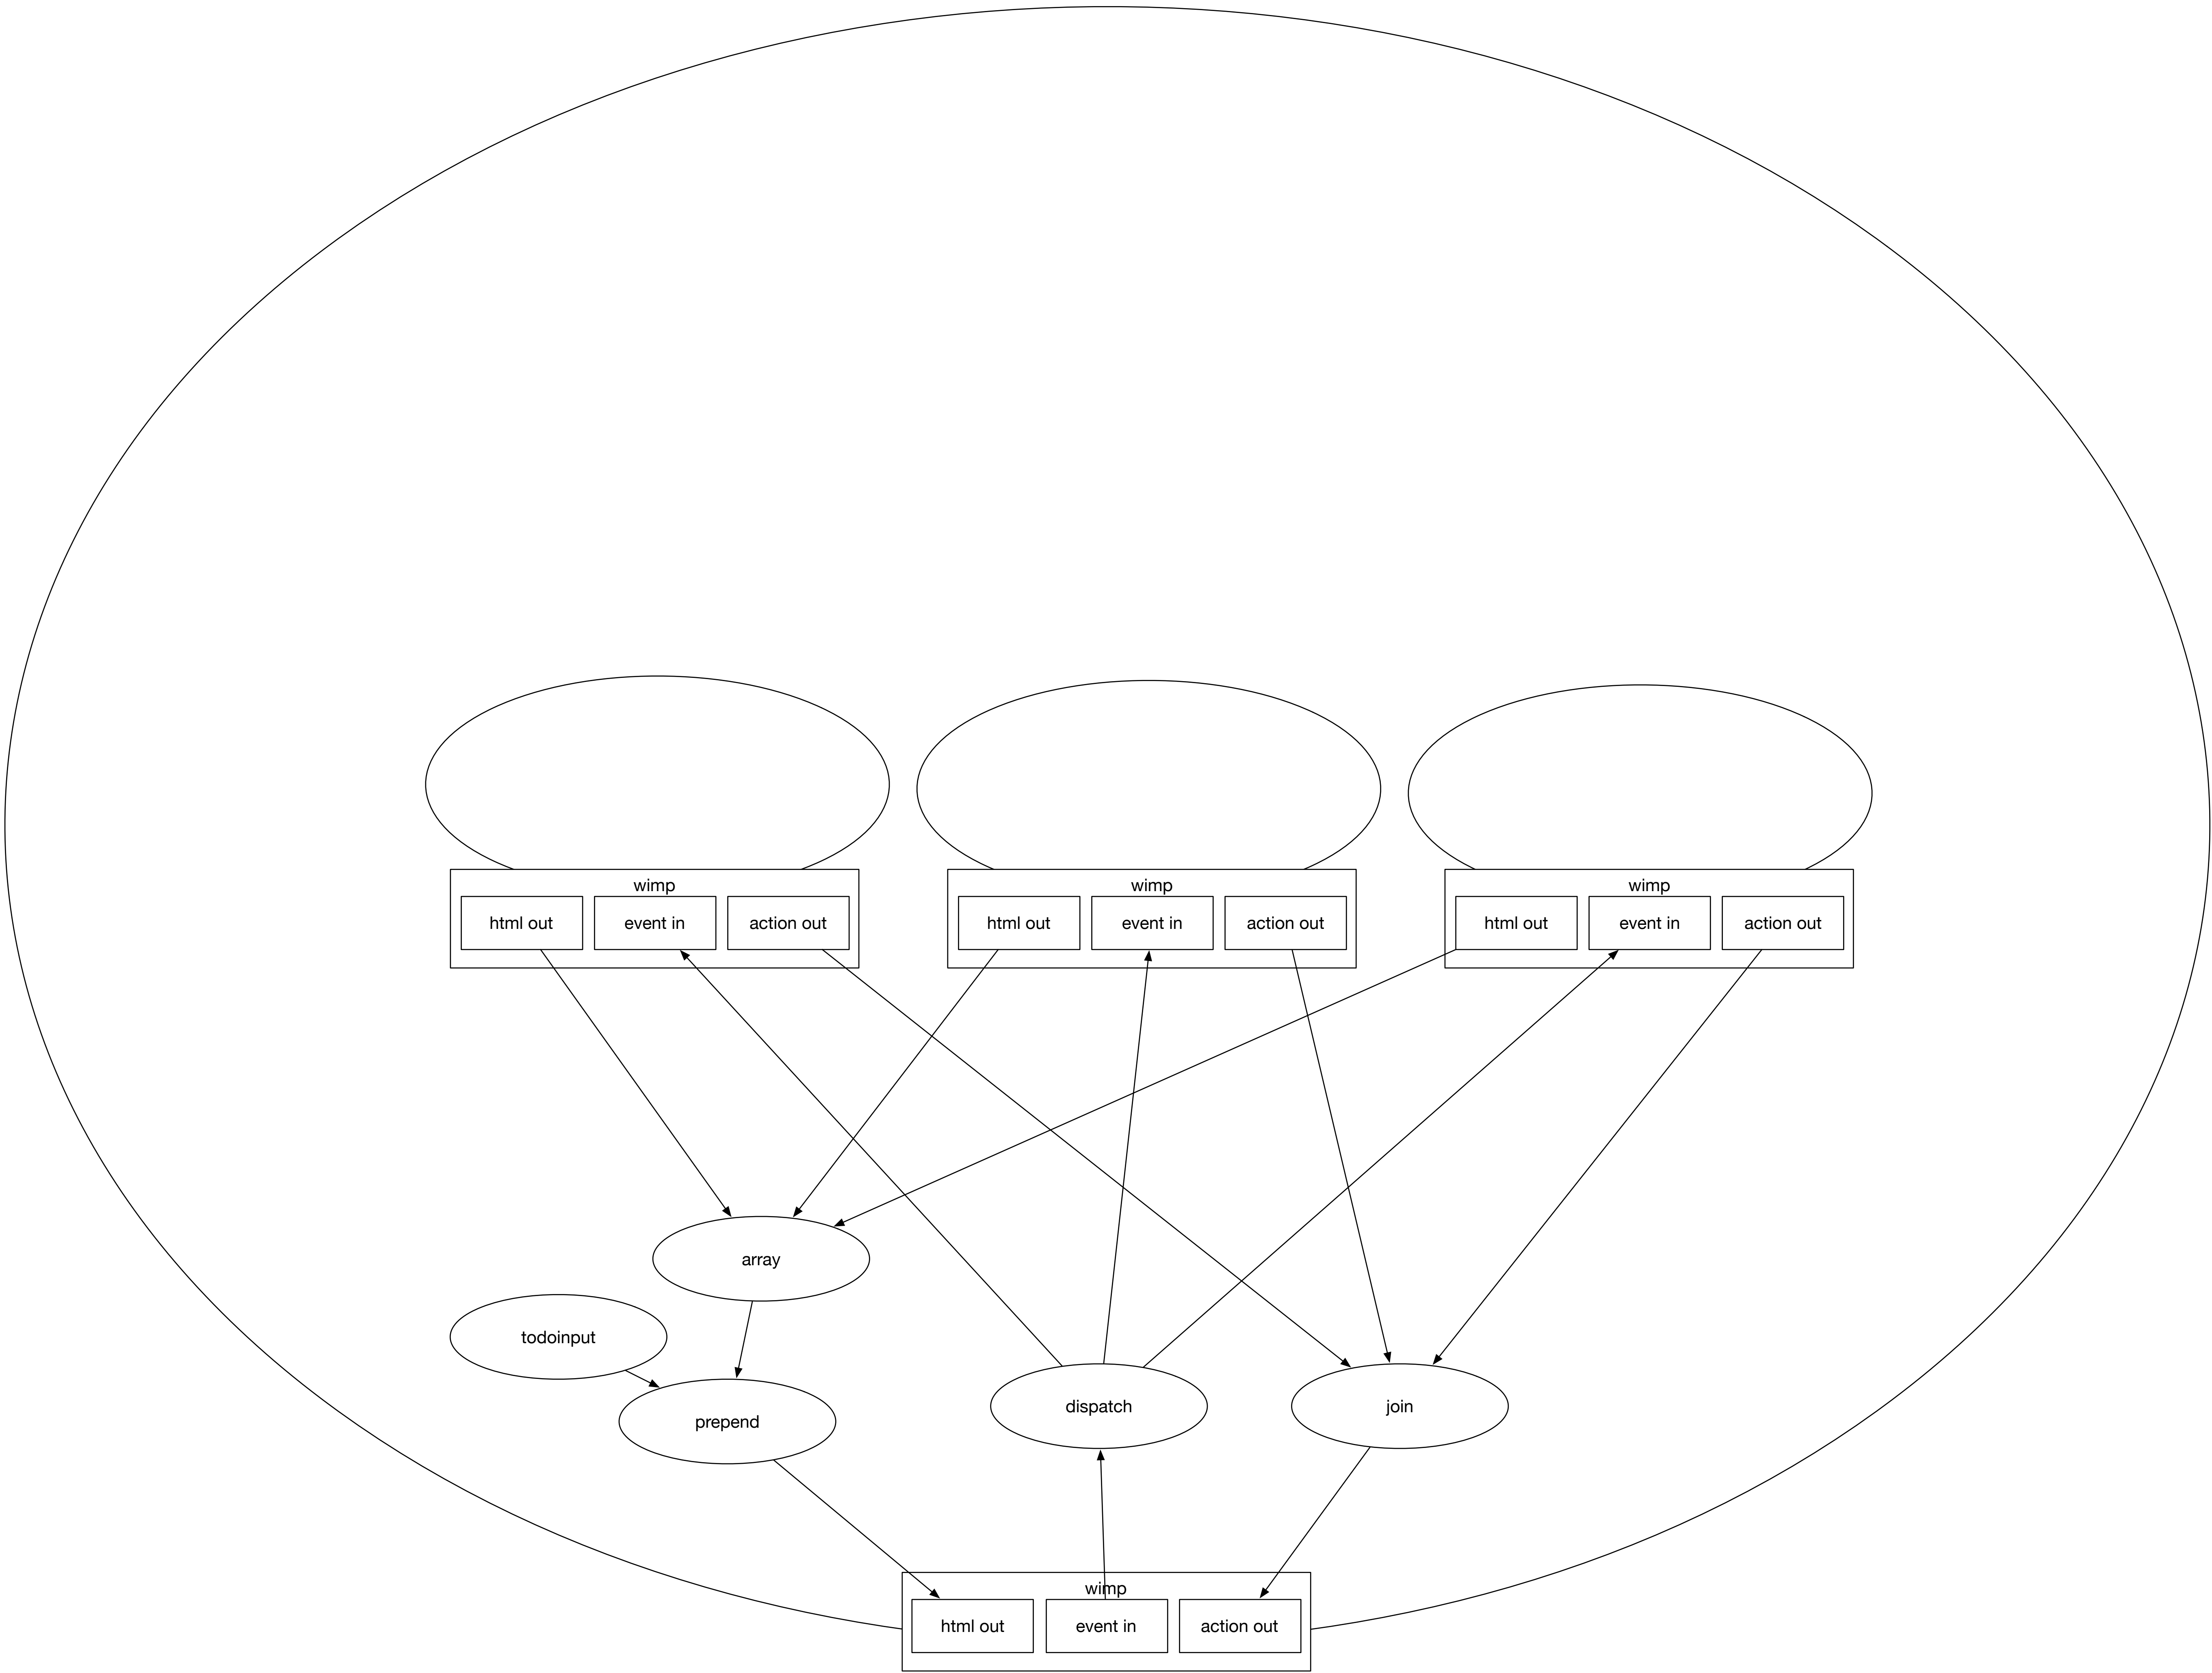 wimp
html out
event in
action out
wimp
html out
event in
action out
wimp
html out
event in
action out
array
todoinput
prepend
dispatch
join
wimp
html out
event in
action out